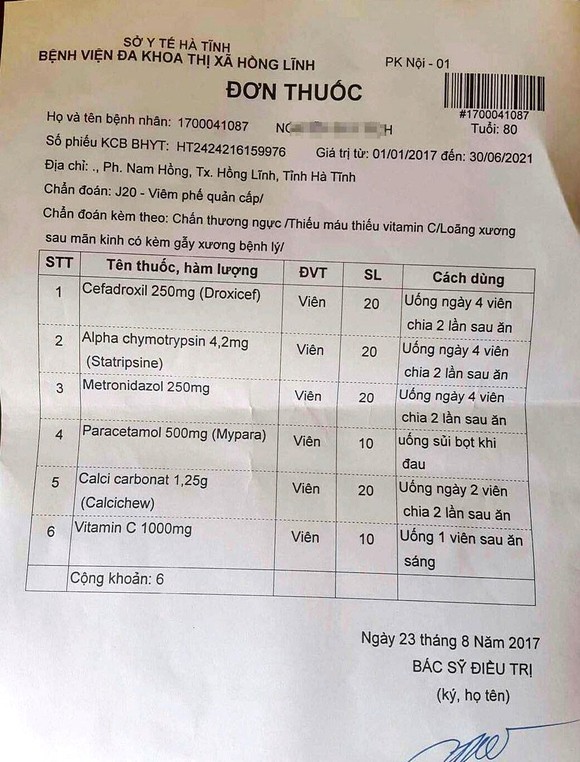 SỞ Y TẾ HÀ TĨNH
BỆNH VIỆN ĐA KHOA THỊ XÃ HỒNG LĨNH
PK Nội - 01
ĐƠN THUỐC
#1700041087
Họ và tên bệnh nhân: 1700041087
Tuổi: 80
Số phiếu KCB BHYT: HT2424216159976 Giá trị từ: 01/01/2017 đến: 30/06/2021
Địa chỉ: ., Ph. Nam Hồng, Tx. Hồng Lĩnh, Tỉnh Hà Tĩnh
Chẩn đoán: J20 - Viêm phế quản cấp/
Chẩn đoán kèm theo: Chấn thương ngực /Thiếu máu thiếu vitamin C/Loãng xương
sau mãn kinh có kèm gẫy xương bệnh lý/
STT Tên thuốc, hàm lượng ĐVT SL Cách dùng
1 Cefadroxil 250mg (Droxicef) Viên 20 Uống ngày 4 viên
chia 2 lần sau ăn
2 Alpha chymotrypsin 4,2mg Viên 20 Uống ngày 4 viên
(Statripsine) chia 2 lần sau ăn
3 Metronidazol 250mg Viên 20 Uống ngày 4 viên
chia 2 lần sau ăn
4 Paracetamol 500mg (Mypara) Viên 10 uống sủi bọt khi
đau
5 Calci carbonat 1,25g Viên 20 Uống ngày 2 viên
(Calcichew) chia 2 lần sau ăn
6 Vitamin C 1000mg Viên 10 Uống 1 viên sau ăn
sáng
Cộng khoản: 6
Ngày 23 tháng 8 Năm 2017
BÁC SỸ ĐIỀU TRỊ
(ký, họ tên)